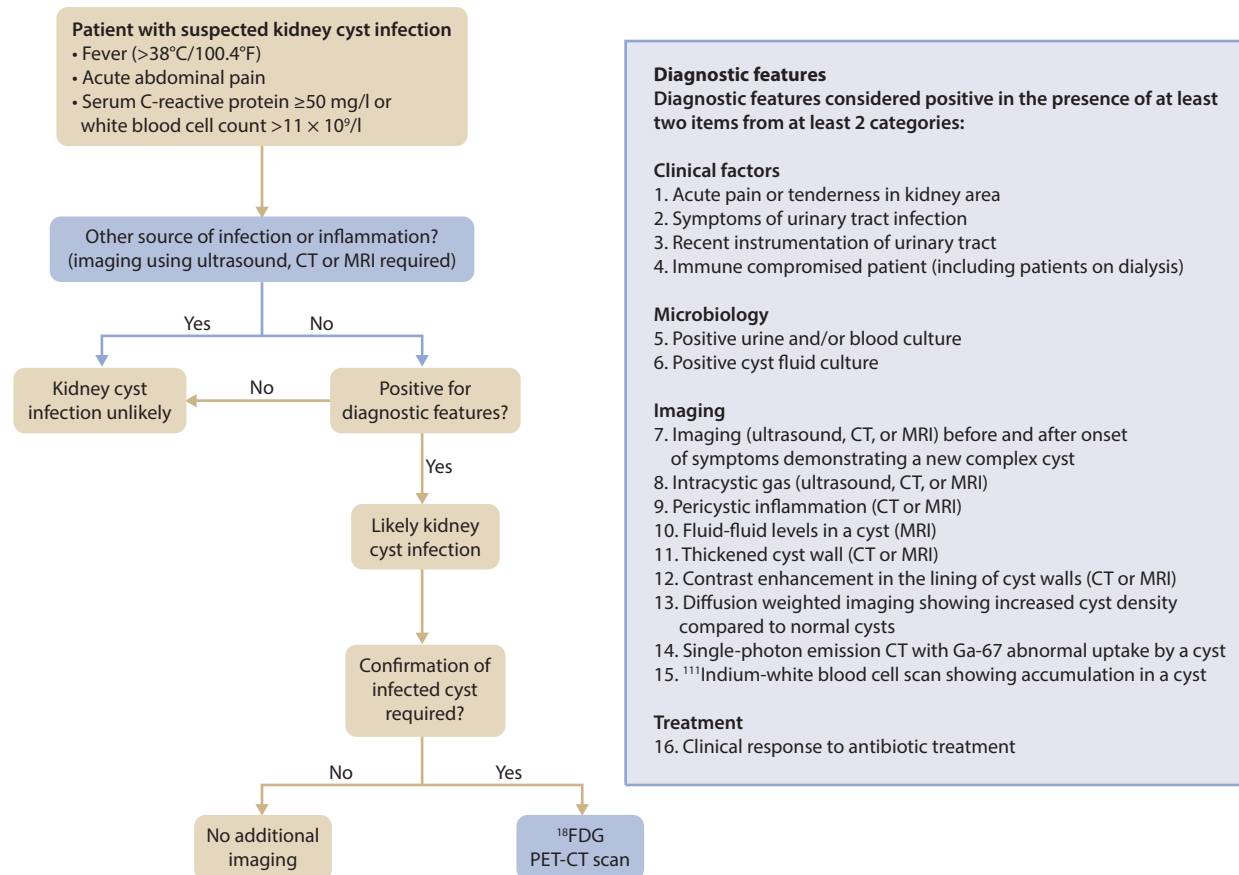 Patient with suspected kidney cyst infection
• Fever (>38°C/100.4°F)
• Acute abdominal pain
• Serum C-reactive protein ≥50 mg/l or
white blood cell count >11 × 10⁹/l
Other source of infection or inflammation?
(imaging using ultrasound, CT or MRI required)
Yes
No
Kidney cyst
infection unlikely
No
Positive for
diagnostic features?
Yes
Likely kidney
cyst infection
Confirmation of
infected cyst
required?
No
Yes
No additional
imaging
¹⁸FDG
PET-CT scan
Diagnostic features
Diagnostic features considered positive in the presence of at least
two items from at least 2 categories:
Clinical factors
1. Acute pain or tenderness in kidney area
2. Symptoms of urinary tract infection
3. Recent instrumentation of urinary tract
4. Immune compromised patient (including patients on dialysis)
Microbiology
5. Positive urine and/or blood culture
6. Positive cyst fluid culture
Imaging
7. Imaging (ultrasound, CT, or MRI) before and after onset
of symptoms demonstrating a new complex cyst
8. Intracystic gas (ultrasound, CT, or MRI)
9. Pericystic inflammation (CT or MRI)
10. Fluid-fluid levels in a cyst (MRI)
11. Thickened cyst wall (CT or MRI)
12. Contrast enhancement in the lining of cyst walls (CT or MRI)
13. Diffusion weighted imaging showing increased cyst density
compared to normal cysts
14. Single-photon emission CT with Ga-67 abnormal uptake by a cyst
15. ¹¹¹Indium-white blood cell scan showing accumulation in a cyst
Treatment
16. Clinical response to antibiotic treatment